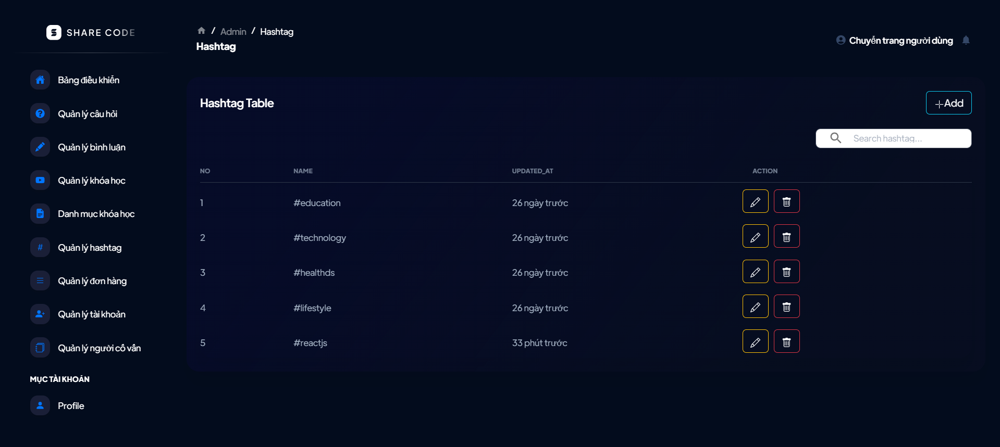 SHARE CODE
/ Admin / Hashtag
Hashtag
Chuyển trang người dùng
Bảng điều khiển
Quản lý câu hỏi
Quản lý bình luận
Quản lý khóa học
Danh mục khóa học
# Quản lý hashtag
Quản lý đơn hàng
Quản lý tài khoản
Quản lý người cố vấn
MỤC TÀI KHOẢN
Profile
Hashtag Table
+Add
Search hashtag...
NO NAME UPDATED_AT ACTION
1 #education 26 ngày trước
2 #technology 26 ngày trước
3 #healthds 26 ngày trước
4 #lifestyle 26 ngày trước
5 #reactjs 33 phút trước